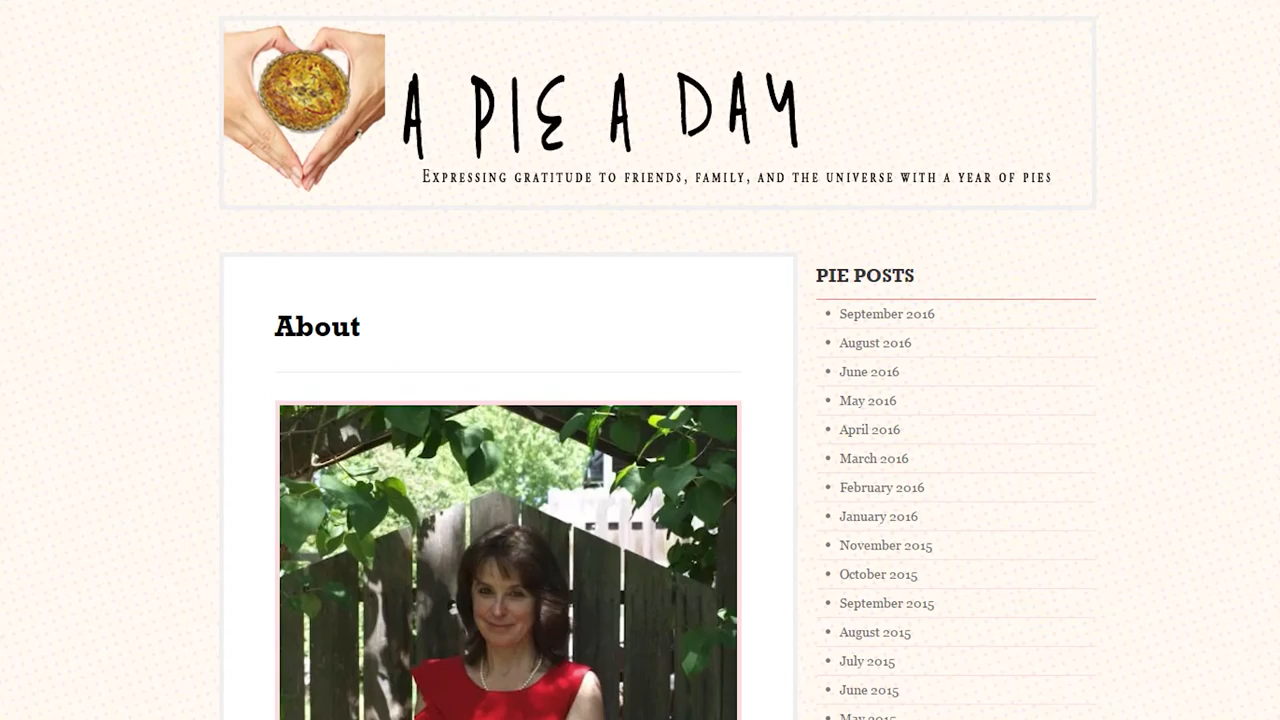 A PIE A DAY
Expressing gratitude to friends, family, and the universe with a year of pies
About
PIE POSTS
September 2016
August 2016
June 2016
May 2016
April 2016
March 2016
February 2016
January 2016
November 2015
October 2015
September 2015
August 2015
July 2015
June 2015
May 2015